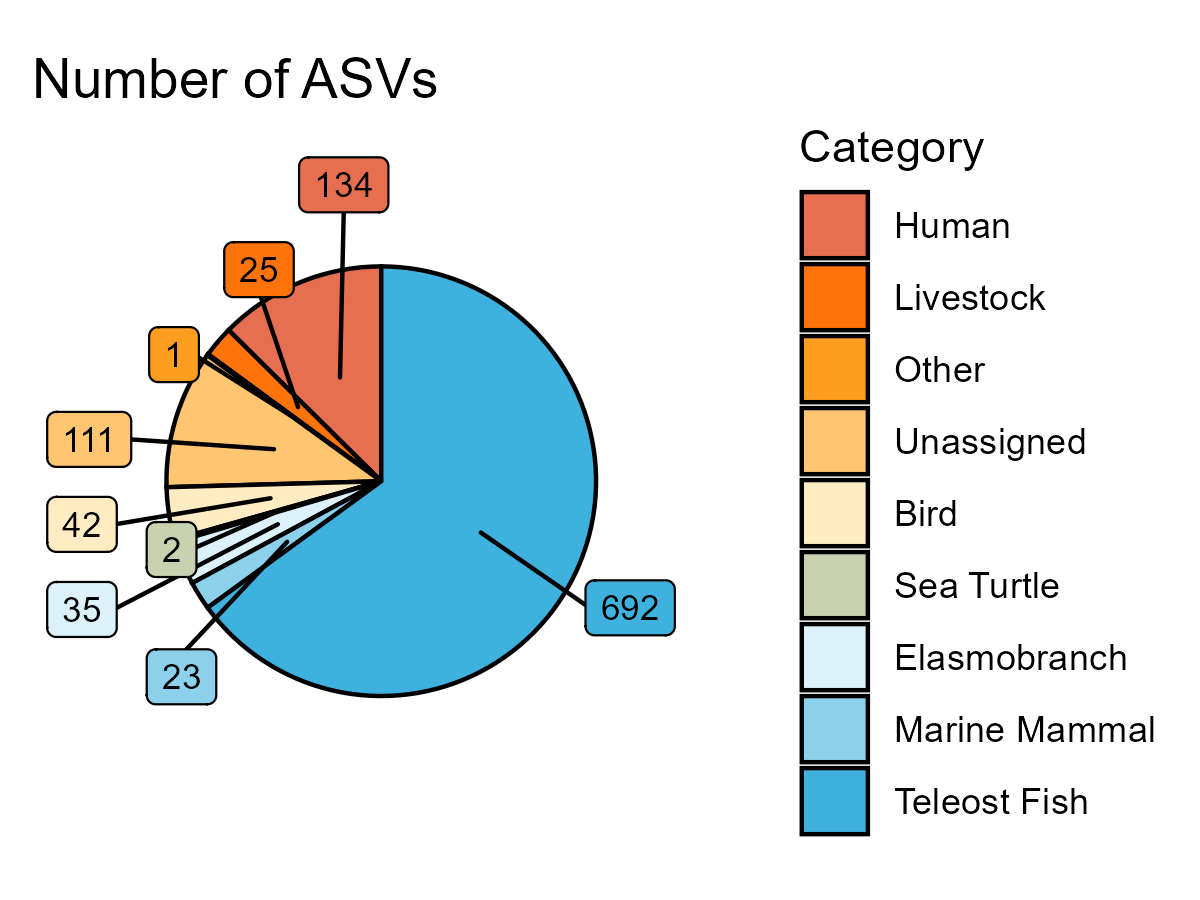 Number of ASVs
134
25
1
111
42
2
35
23
692
Category
Human
Livestock
Other
Unassigned
Bird
Sea Turtle
Elasmobranch
Marine Mammal
Teleost Fish